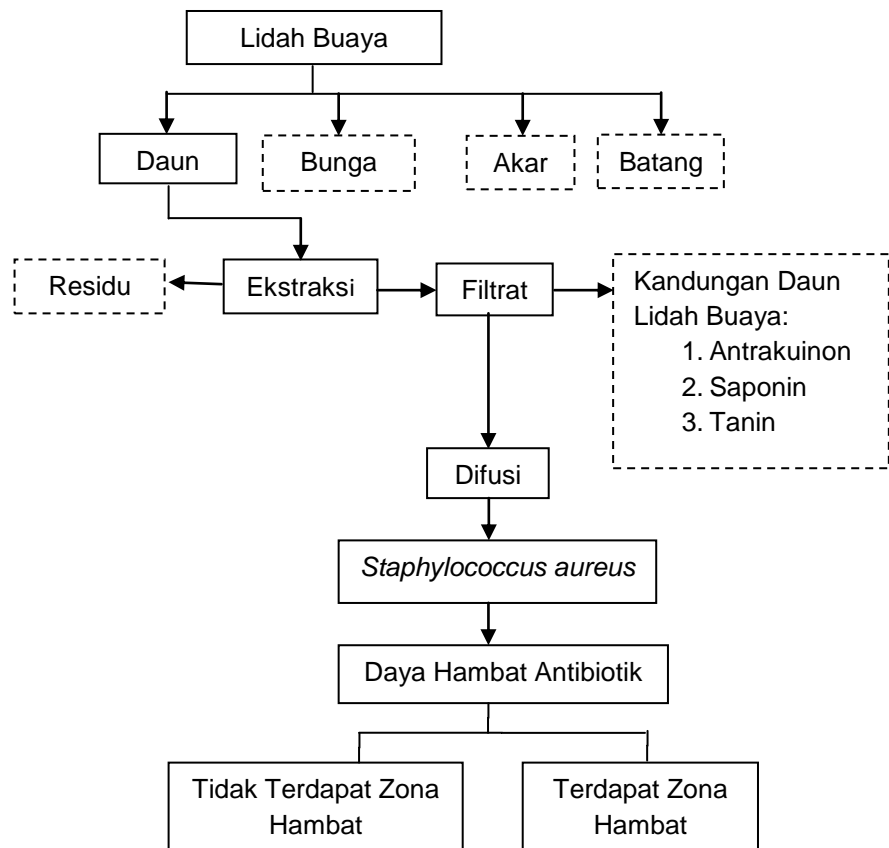 Lidah Buaya
Daun
Bunga
Akar
Batang
Residu
Ekstraksi
Filtrat
Kandungan Daun
Lidah Buaya:
1. Antrakuinon
2. Saponin
3. Tanin
Difusi
Staphylococcus aureus
Daya Hambat Antibiotik
Tidak Terdapat Zona
Hambat
Terdapat Zona
Hambat